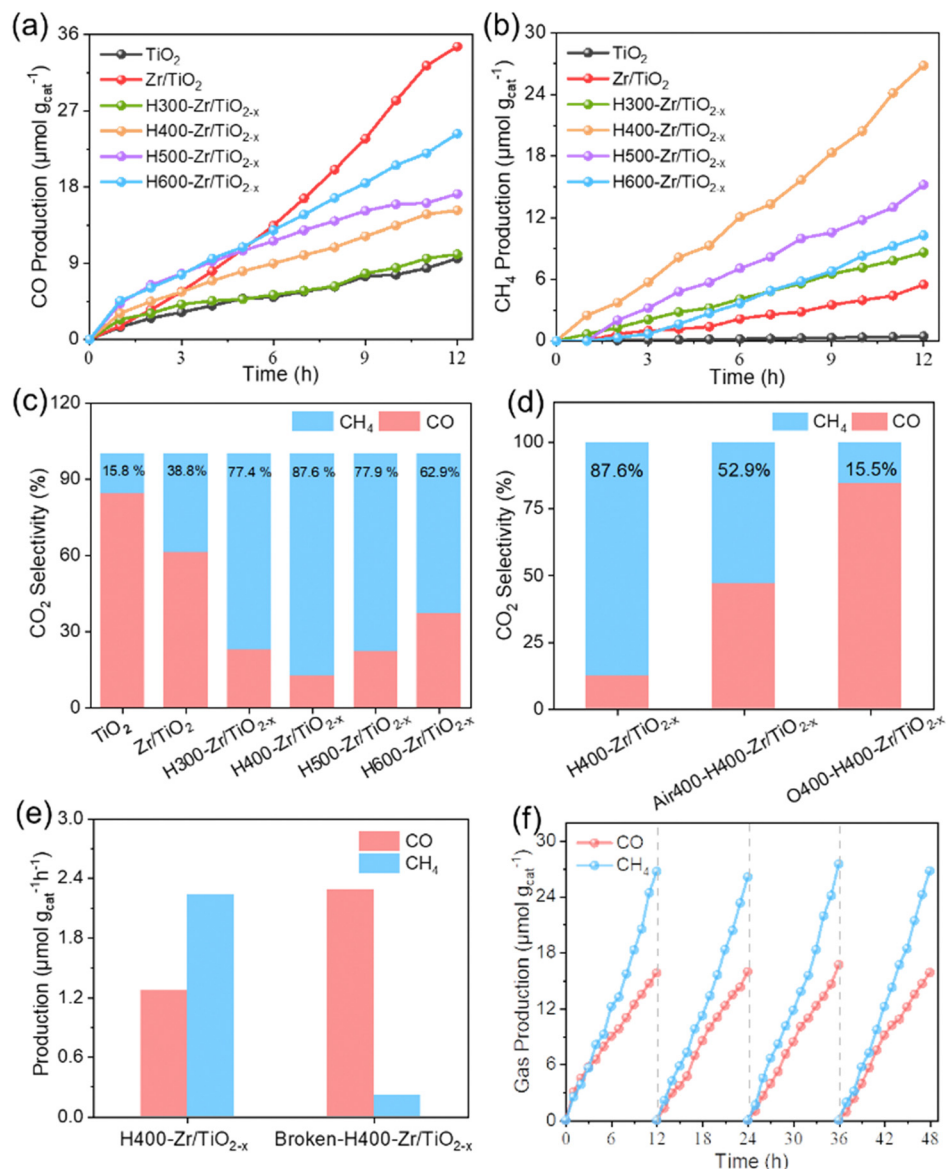 (a)
CO Production (μmol g_cat⁻¹)
36
27
18
9
0
TiO₂
Zr/TiO₂
H300-Zr/TiO₂₋ₓ
H400-Zr/TiO₂₋ₓ
H500-Zr/TiO₂₋ₓ
H600-Zr/TiO₂₋ₓ
0 3 6 9 12
Time (h)
(b)
CH₄ Production (μmol g_cat⁻¹)
30
24
18
12
6
0
TiO₂
Zr/TiO₂
H300-Zr/TiO₂₋ₓ
H400-Zr/TiO₂₋ₓ
H500-Zr/TiO₂₋ₓ
H600-Zr/TiO₂₋ₓ
0 3 6 9 12
Time (h)
(c)
CO₂ Selectivity (%)
120
90
60
30
0
CH₄ CO
15.8 % 38.8% 77.4 % 87.6 % 77.9 % 62.9%
TiO₂
Zr/TiO₂
H300-Zr/TiO₂₋ₓ
H400-Zr/TiO₂₋ₓ
H500-Zr/TiO₂₋ₓ
H600-Zr/TiO₂₋ₓ
(d)
CO₂ Selectivity (%)
100
75
50
25
0
CH₄ CO
87.6% 52.9% 15.5%
H400-Zr/TiO₂₋ₓ
Air400-H400-Zr/TiO₂₋ₓ
O400-H400-Zr/TiO₂₋ₓ
(e)
Production (μmol g_cat⁻¹h⁻¹)
3.0
2.4
1.8
1.2
0.6
0.0
CO
CH₄
H400-Zr/TiO₂₋ₓ Broken-H400-Zr/TiO₂₋ₓ
(f)
Gas Production (μmol g_cat⁻¹)
30
24
18
12
6
0
CO
CH₄
0 6 12 18 24 30 36 42 48
Time (h)